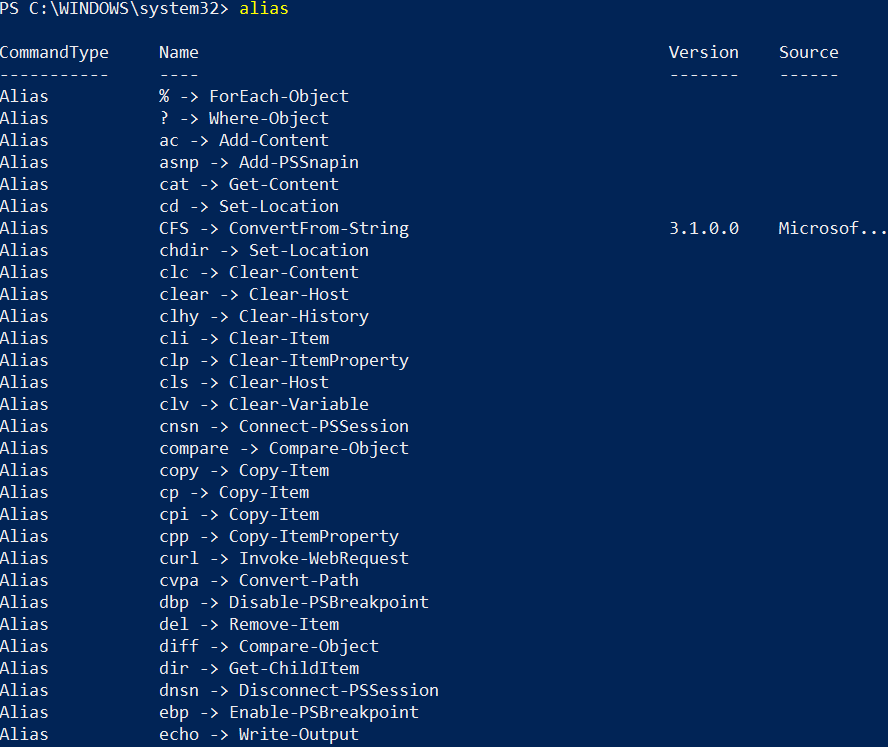 PS C:\WINDOWS\system32> alias
CommandType Name Version Source
----------- ---- ------- ------
Alias % -> ForEach-Object
Alias ? -> Where-Object
Alias ac -> Add-Content
Alias asnp -> Add-PSSnapin
Alias cat -> Get-Content
Alias cd -> Set-Location
Alias CFS -> ConvertFrom-String 3.1.0.0 Microsof...
Alias chdir -> Set-Location
Alias clc -> Clear-Content
Alias clear -> Clear-Host
Alias clhy -> Clear-History
Alias cli -> Clear-Item
Alias clp -> Clear-ItemProperty
Alias cls -> Clear-Host
Alias clv -> Clear-Variable
Alias cnsn -> Connect-PSSession
Alias compare -> Compare-Object
Alias copy -> Copy-Item
Alias cp -> Copy-Item
Alias cpi -> Copy-Item
Alias cpp -> Copy-ItemProperty
Alias curl -> Invoke-WebRequest
Alias cvpa -> Convert-Path
Alias dbp -> Disable-PSBreakpoint
Alias del -> Remove-Item
Alias diff -> Compare-Object
Alias dir -> Get-ChildItem
Alias dnsn -> Disconnect-PSSession
Alias ebp -> Enable-PSBreakpoint
Alias echo -> Write-Output